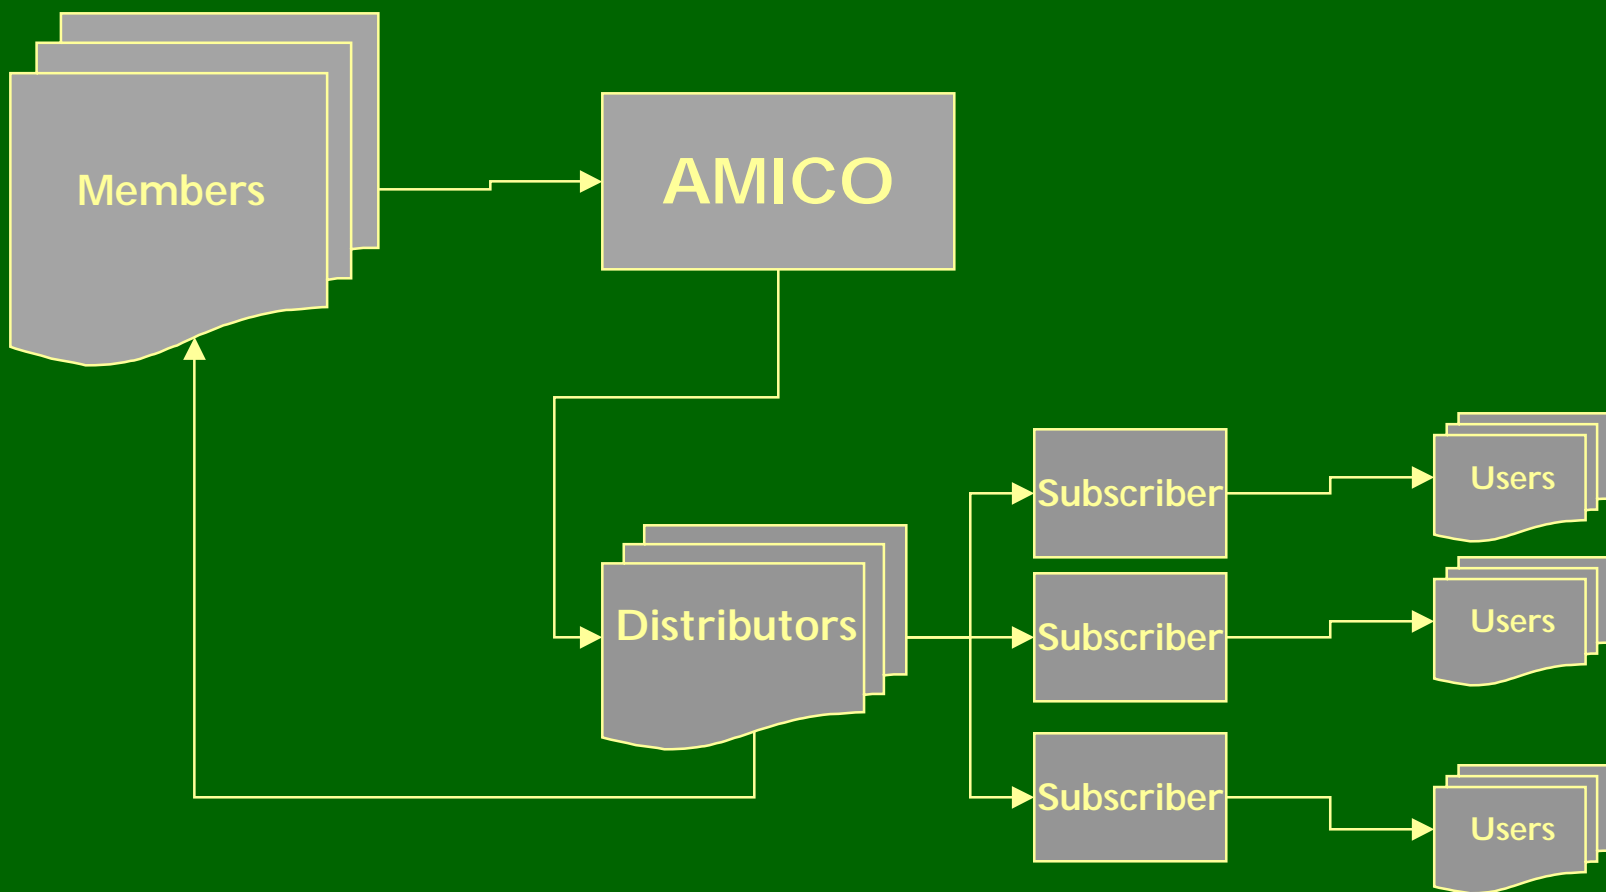 Members
AMICO
Distributors
Subscriber
Users
Subscriber
Users
Subscriber
Users